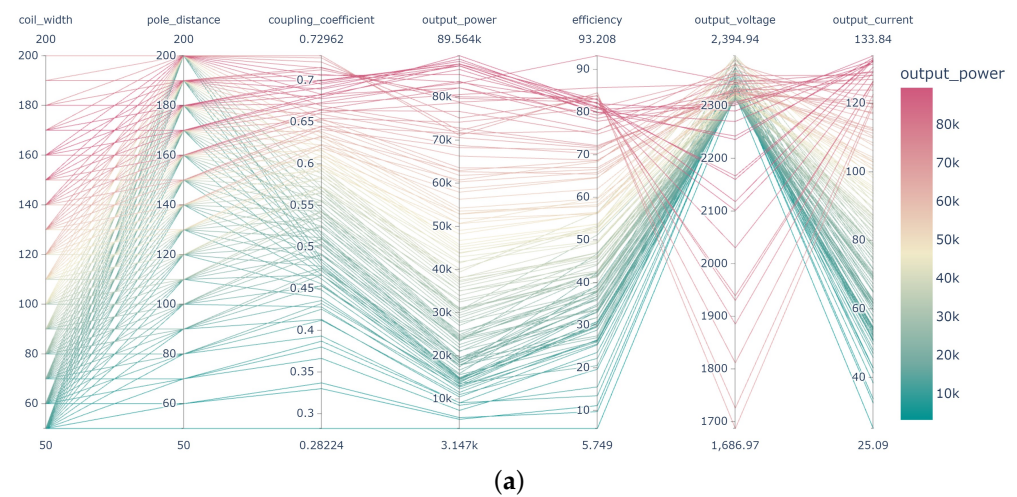 coil_width pole_distance coupling_coefficient output_power efficiency output_voltage output_current
200 200 0.72962 89.564k 93.208 2,394.94 133.84
200
180
160
140
120
100
80
60
200
180
160
140
120
100
80
60
0.7
0.65
0.6
0.55
0.5
0.45
0.4
0.35
0.3
80k
70k
60k
50k
40k
30k
20k
10k
90
80
70
60
50
40
30
20
10
2300
2200
2100
2000
1900
1800
1700
120
100
80
60
40
50 50 0.28224 3.147k 5.749 1,686.97 25.09
output_power
80k
70k
60k
50k
40k
30k
20k
10k
(a)